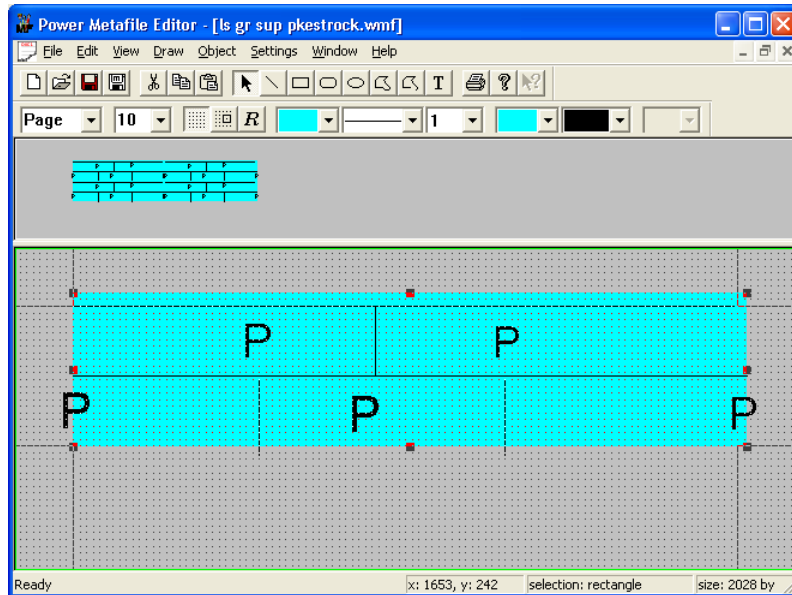 Power Metafile Editor - [ls gr sup pkestrock.wmf]
File Edit View Draw Object Settings Window Help
T ? ?
Page 10 R 1
P P
P P P
Ready x: 1653, y: 242 selection: rectangle size: 2028 by